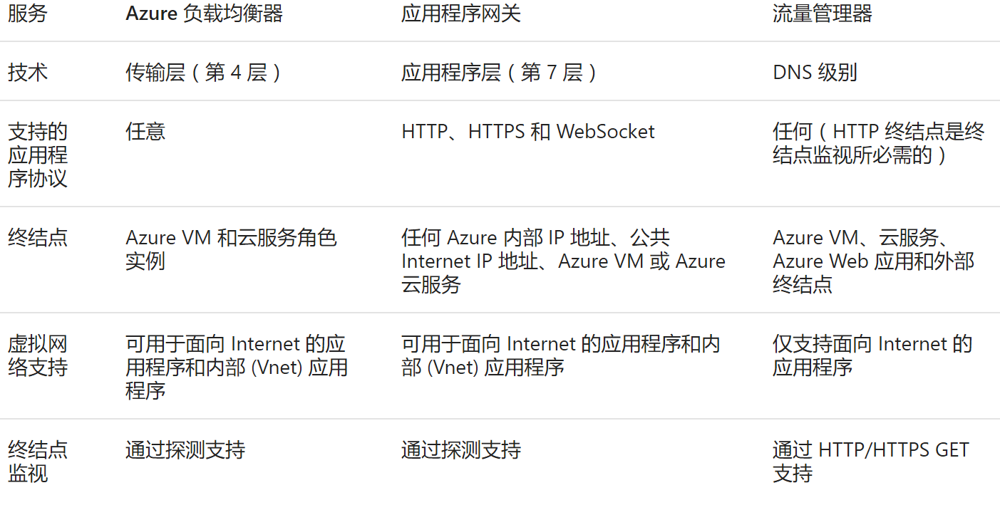 服务 Azure 负载均衡器 应用程序网关 流量管理器
技术 传输层（第 4 层） 应用程序层（第 7 层） DNS 级别
支持的 任意 HTTP、HTTPS 和 WebSocket 任何（HTTP 终结点是终
应用程 结点监视所必需的）
序协议
终结点 Azure VM 和云服务角色 任何 Azure 内部 IP 地址、公共 Azure VM、云服务、
实例 Internet IP 地址、Azure VM 或 Azure Azure Web 应用和外部
云服务 终结点
虚拟网 可用于面向 Internet 的应 可用于面向 Internet 的应用程序和内 仅支持面向 Internet 的
络支持 用程序和内部 (Vnet) 应用 部 (Vnet) 应用程序 应用程序
程序
终结点 通过探测支持 通过探测支持 通过 HTTP/HTTPS GET
监视 支持